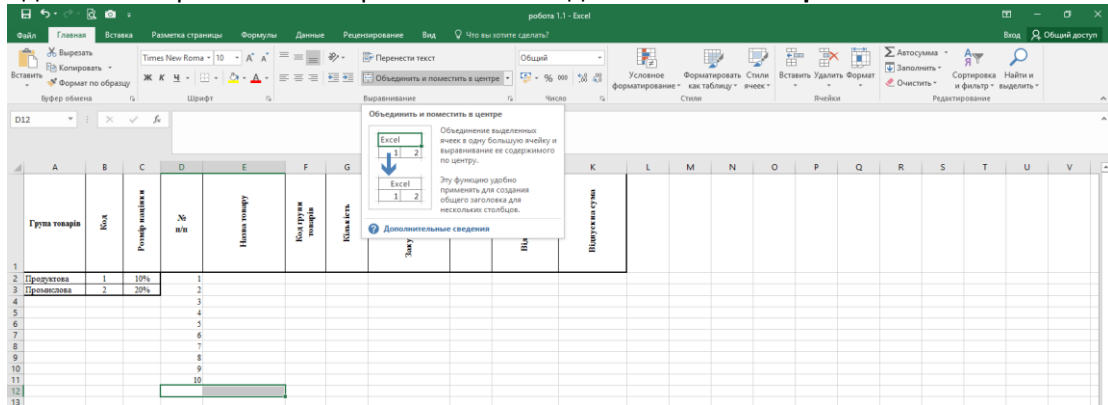 робота 1.1 - Excel
Файл Главная Вставка Разметка страницы Формулы Данные Рецензирование Вид Что вы хотите сделать? Вход Общий доступ
Вставить
Вырезать
Копировать
Формат по образцу
Буфер обмена
Times New Roma 10
Ж К Ч
Шрифт
Перенести текст
Объединить и поместить в центре
Выравнивание
Общий
% 000
Число
Условное форматирование
Форматировать как таблицу
Стили ячеек
Стили
Вставить Удалить Формат
Ячейки
Автосумма
Заполнить
Очистить
Сортировка и фильтр
Найти и выделить
Редактирование
D12
fx
Объединить и поместить в центре
Excel
1 2
Excel
1 2
Объединение выделенных
ячеек в одну большую ячейку и
выравнивание ее содержимого
по центру.
Эту функцию удобно
применять для создания
общего заголовка для
нескольких столбцов.
Дополнительные сведения
A B C D E F G K L M N O P Q R S T U V
1 Група товарів Код Розмір націнки № п/п Назва товару Код групи товарів Кількість Заку Від Відпускна сума
2 Продуктова 1 10% 1
3 Промислова 2 20% 2
4 3
5 4
6 5
7 6
8 7
9 8
10 9
11 10
12
13